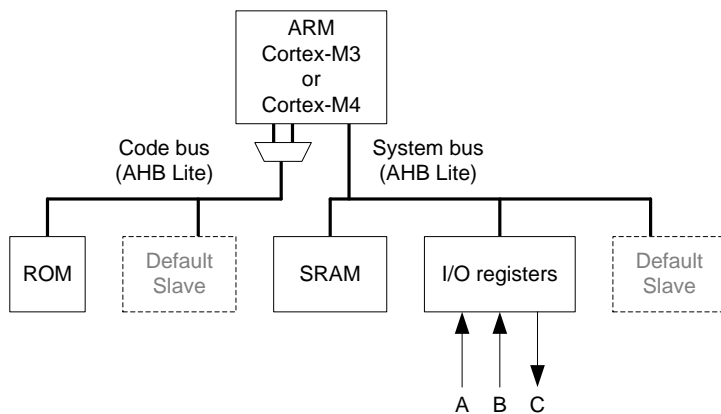 ARM
Cortex-M3
or
Cortex-M4
Code bus
(AHB Lite)
System bus
(AHB Lite)
ROM
Default
Slave
SRAM
I/O registers
Default
Slave
A
B
C